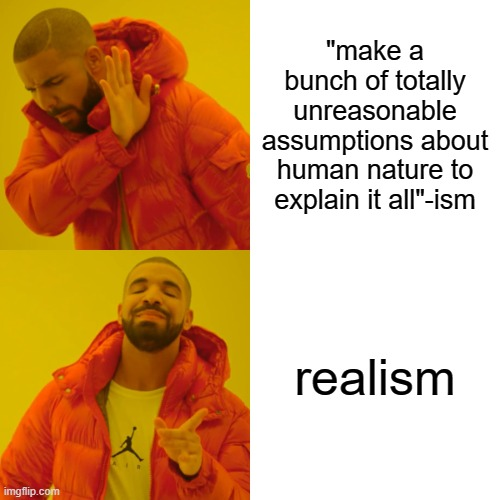 "make a
bunch of totally
unreasonable
assumptions about
human nature to
explain it all"-ism
realism
imgflip.com